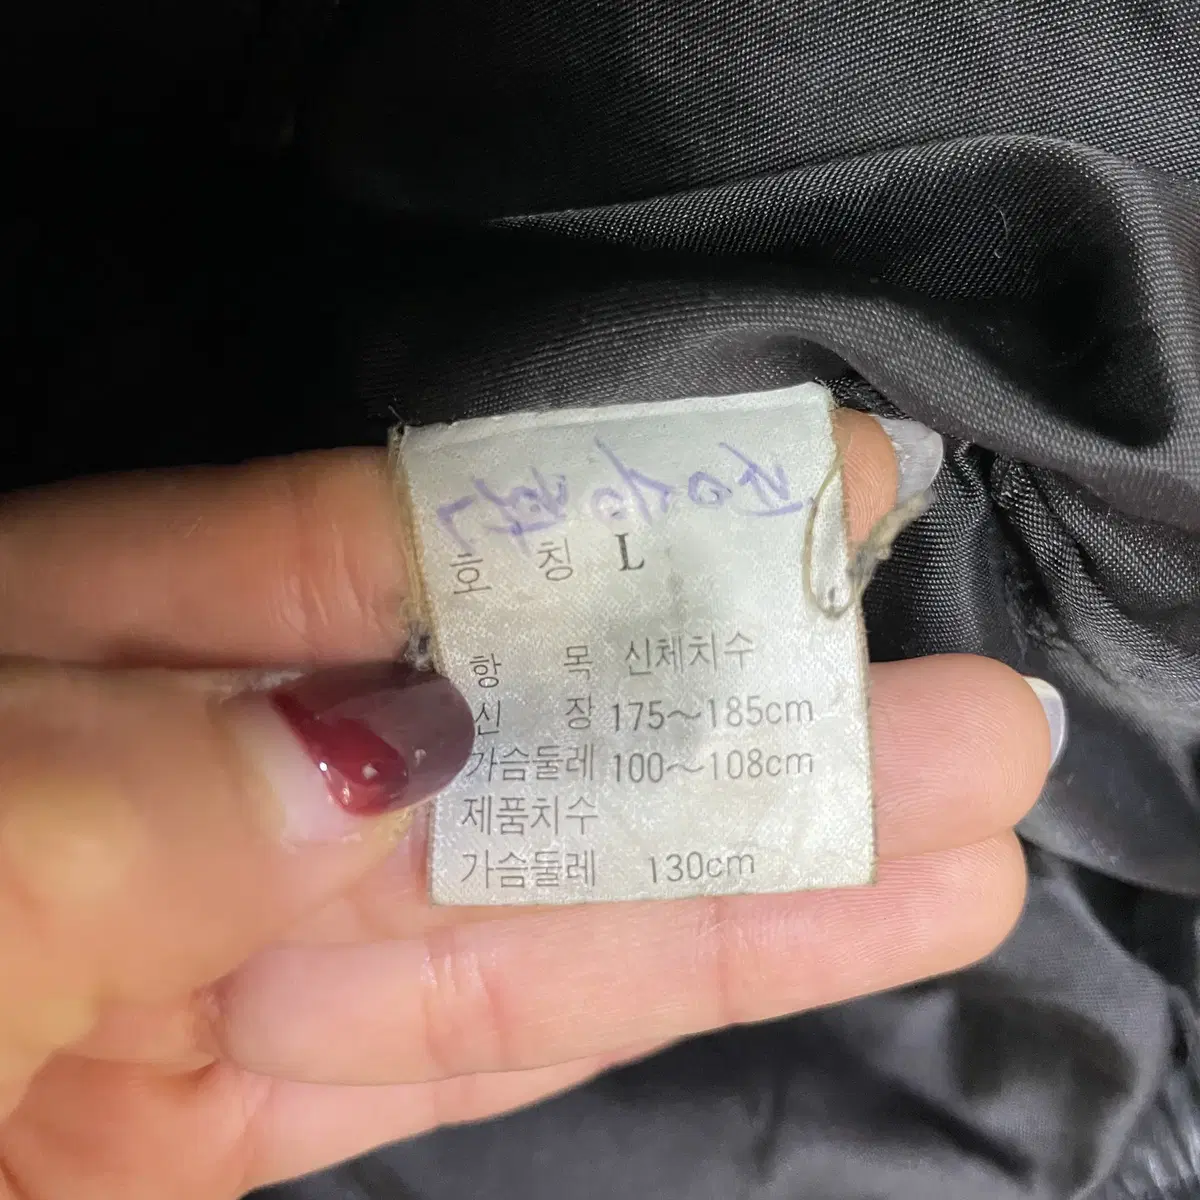 호 칭 L
항 목 신체치수
신 장 175~185cm
가슴둘레 100~108cm
제품치수
가슴둘레 130cm